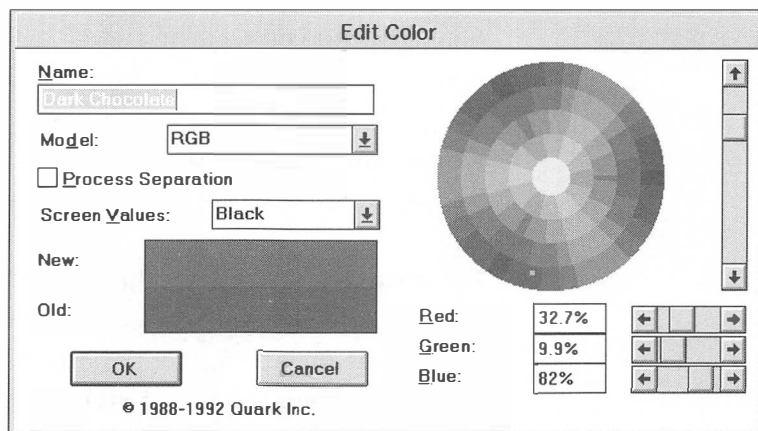 Edit Color
Name:
Dark Chocolate
Model: RGB
Process Separation
Screen Values: Black
New:
Old:
OK Cancel
© 1988-1992 Quark Inc.
Red: 32.7%
Green: 9.9%
Blue: 82%